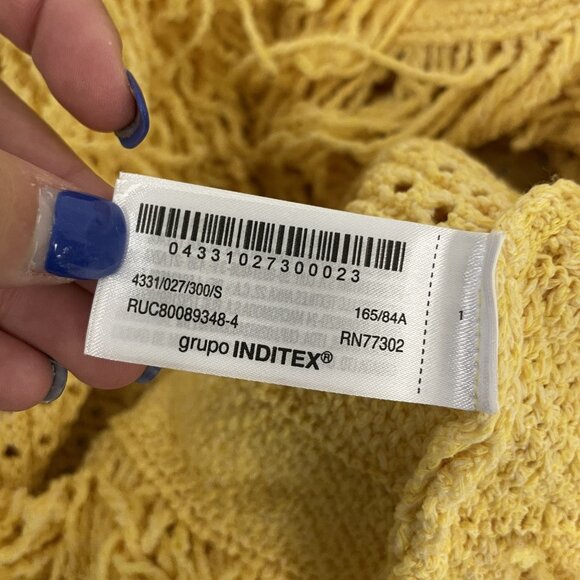 04331027300023
4331/027/300/S
165/84A
RUC80089348-4
RN77302
grupo INDITEX®
1